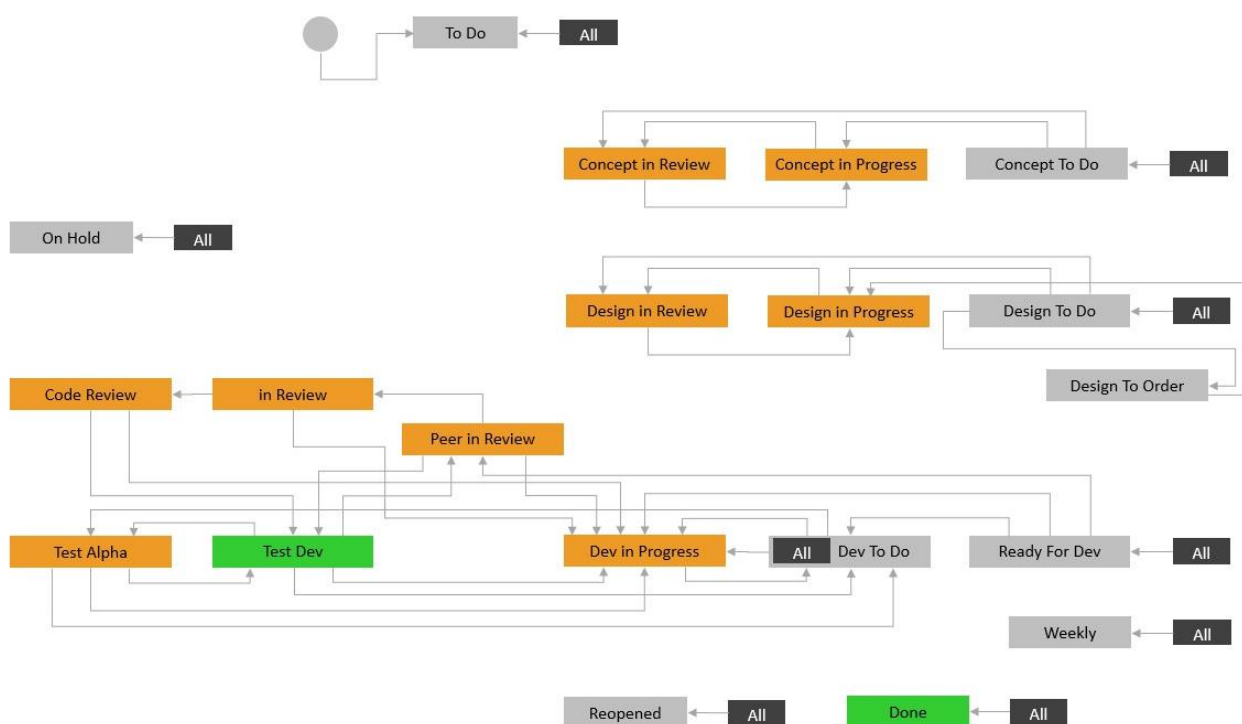 To Do
All
Concept in Review
Concept in Progress
Concept To Do
All
On Hold
All
Design in Review
Design in Progress
Design To Do
All
Design To Order
Code Review
in Review
Peer in Review
Test Alpha
Test Dev
Dev in Progress
All
Dev To Do
Ready For Dev
All
Weekly
All
Reopened
All
Done
All